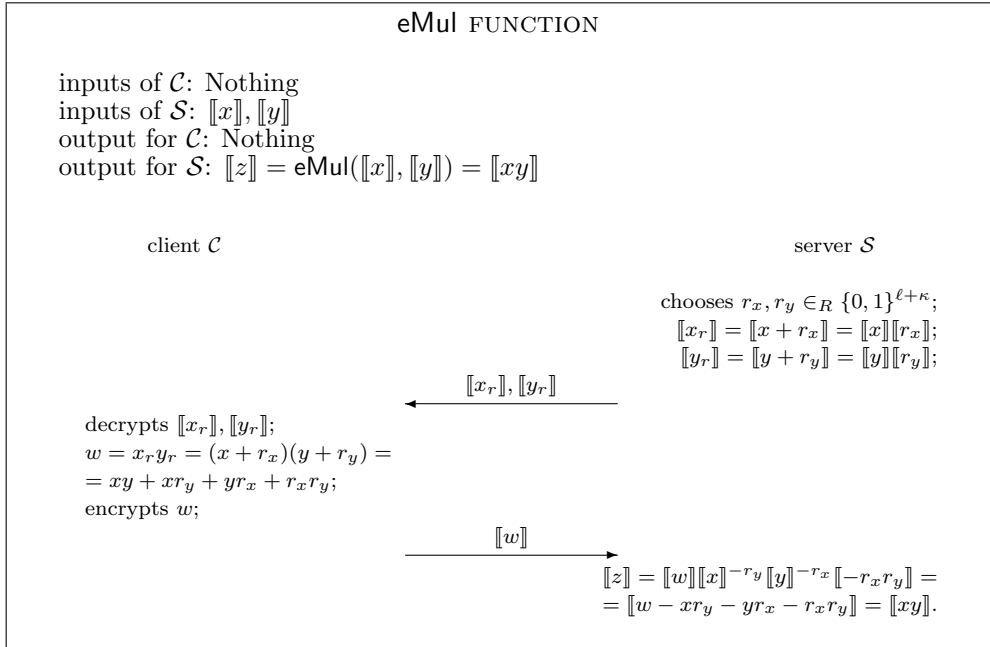 eMul FUNCTION
inputs of 𝒞: Nothing
inputs of 𝒮: ⟦x⟧, ⟦y⟧
output for 𝒞: Nothing
output for 𝒮: ⟦z⟧ = eMul(⟦x⟧, ⟦y⟧) = ⟦xy⟧
client 𝒞
server 𝒮
chooses r_x, r_y ∈_R {0, 1}^{ℓ+κ};
⟦x_r⟧ = ⟦x + r_x⟧ = ⟦x⟧⟦r_x⟧;
⟦y_r⟧ = ⟦y + r_y⟧ = ⟦y⟧⟦r_y⟧;
⟦x_r⟧, ⟦y_r⟧
decrypts ⟦x_r⟧, ⟦y_r⟧;
w = x_r y_r = (x + r_x)(y + r_y) =
= xy + xr_y + yr_x + r_x r_y;
encrypts w;
⟦w⟧
⟦z⟧ = ⟦w⟧⟦x⟧^{−r_y}⟦y⟧^{−r_x}⟦−r_x r_y⟧ =
= ⟦w − xr_y − yr_x − r_x r_y⟧ = ⟦xy⟧.